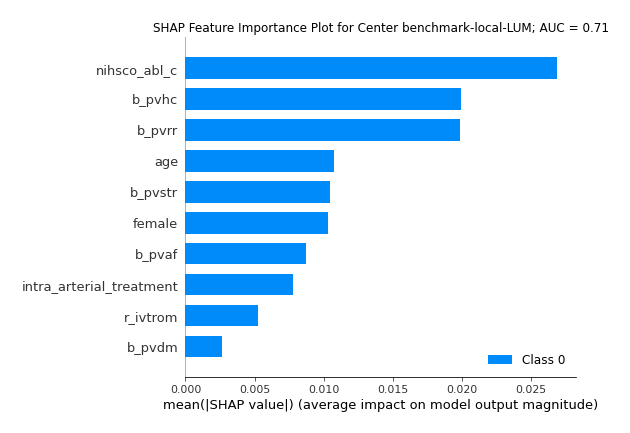 SHAP Feature Importance Plot for Center benchmark-local-LUM; AUC = 0.71
nihsco_abl_c
b_pvhc
b_pvrr
age
b_pvstr
female
b_pvaf
intra_arterial_treatment
r_ivtrom
b_pvdm
Class 0
0.000 0.005 0.010 0.015 0.020 0.025
mean(|SHAP value|) (average impact on model output magnitude)